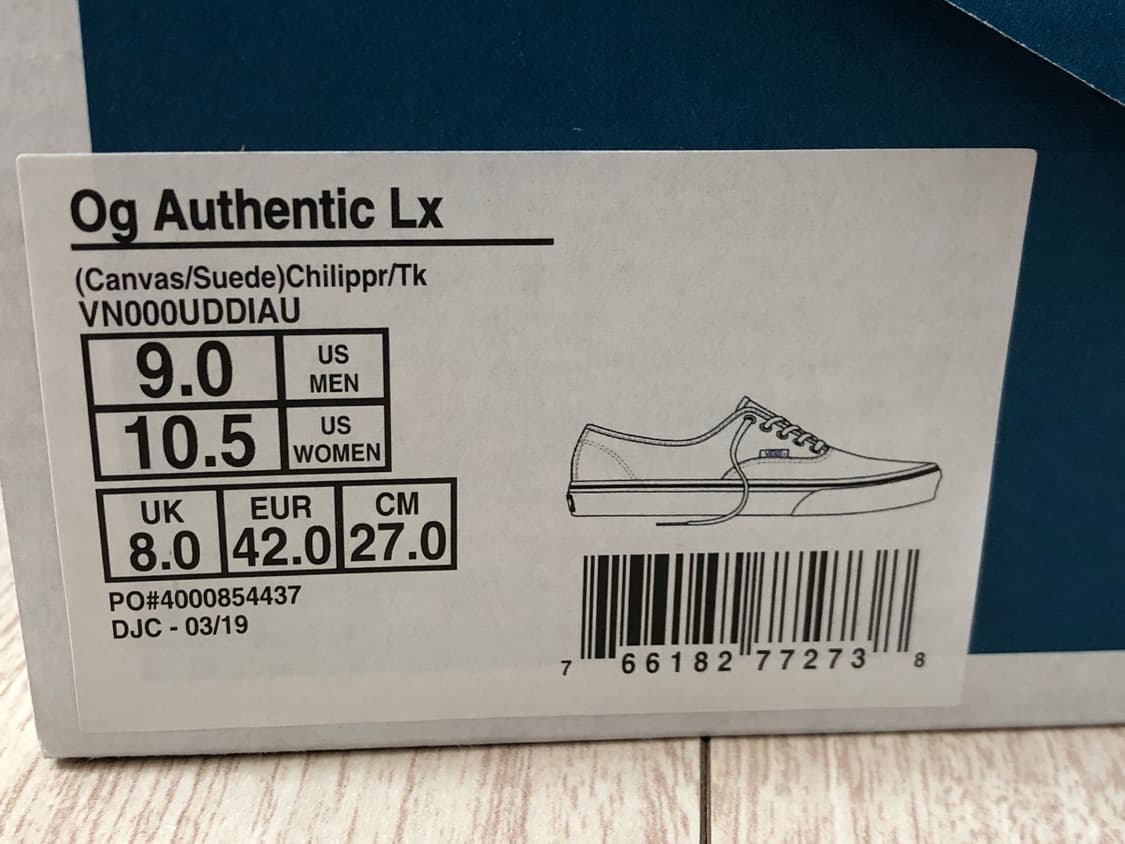 Og Authentic Lx
(Canvas/Suede)Chilippr/Tk
VN000UDDIAU
9.0 US MEN
10.5 US WOMEN
UK EUR CM
8.0 42.0 27.0
PO#4000854437
DJC - 03/19
VANS
7 66182 77273 8